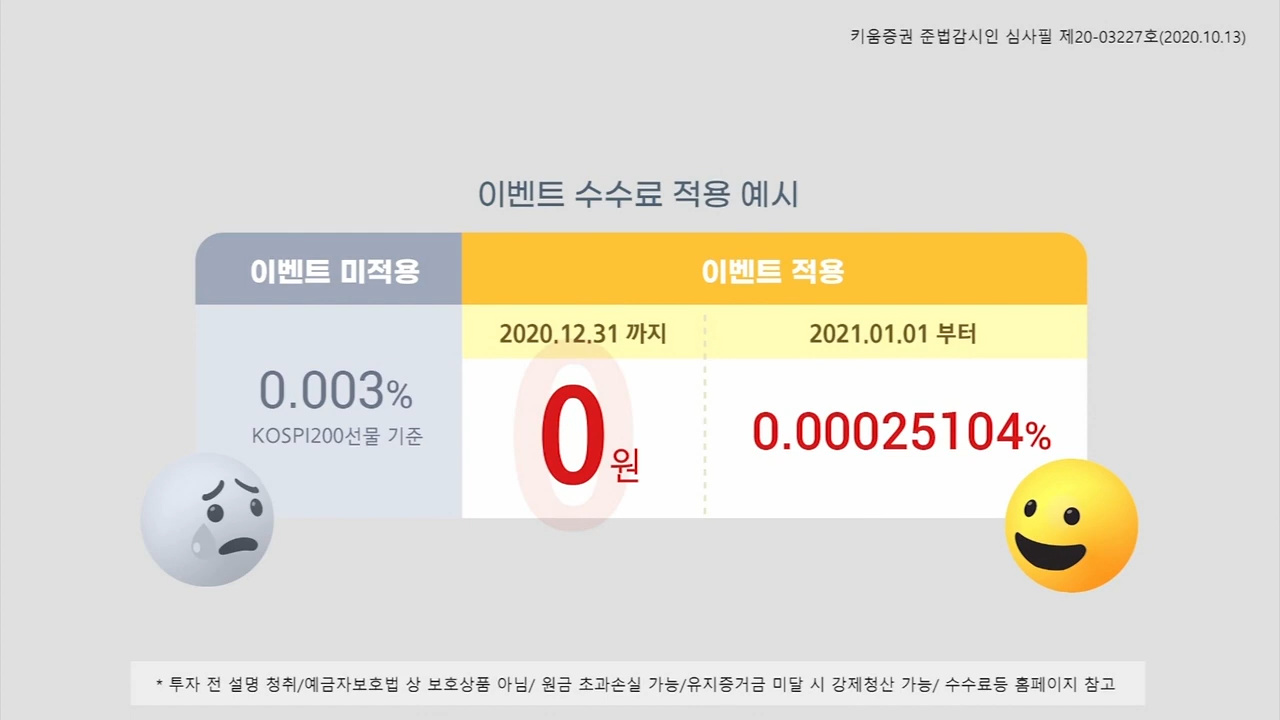 키움증권 준법감시인 심사필 제20-03227호(2020.10.13)
이벤트 수수료 적용 예시
이벤트 미적용
이벤트 적용
2020.12.31 까지
2021.01.01 부터
0.003%
KOSPI200선물 기준
0원
0.00025104%
* 투자 전 설명 청취/예금자보호법 상 보호상품 아님/ 원금 초과손실 가능/유지증거금 미달 시 강제청산 가능/ 수수료등 홈페이지 참고